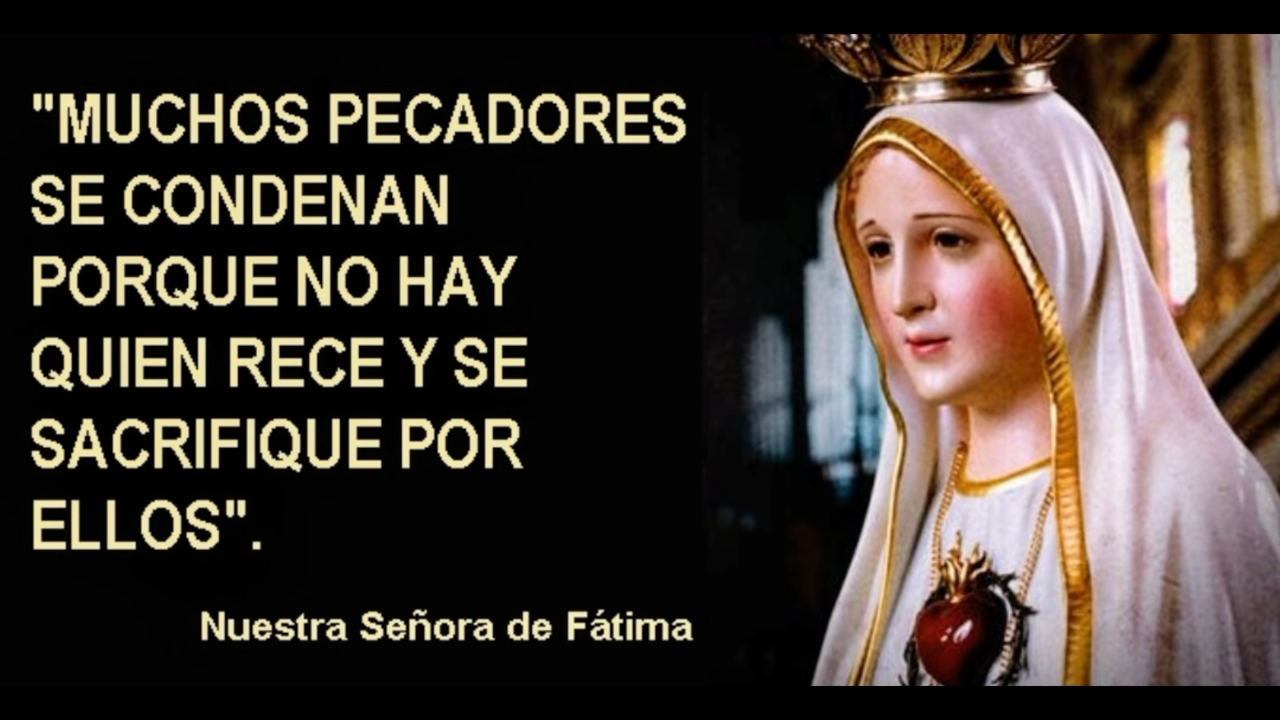 "MUCHOS PECADORES
SE CONDENAN
PORQUE NO HAY
QUIEN RECE Y SE
SACRIFIQUE POR
ELLOS".
Nuestra Señora de Fátima